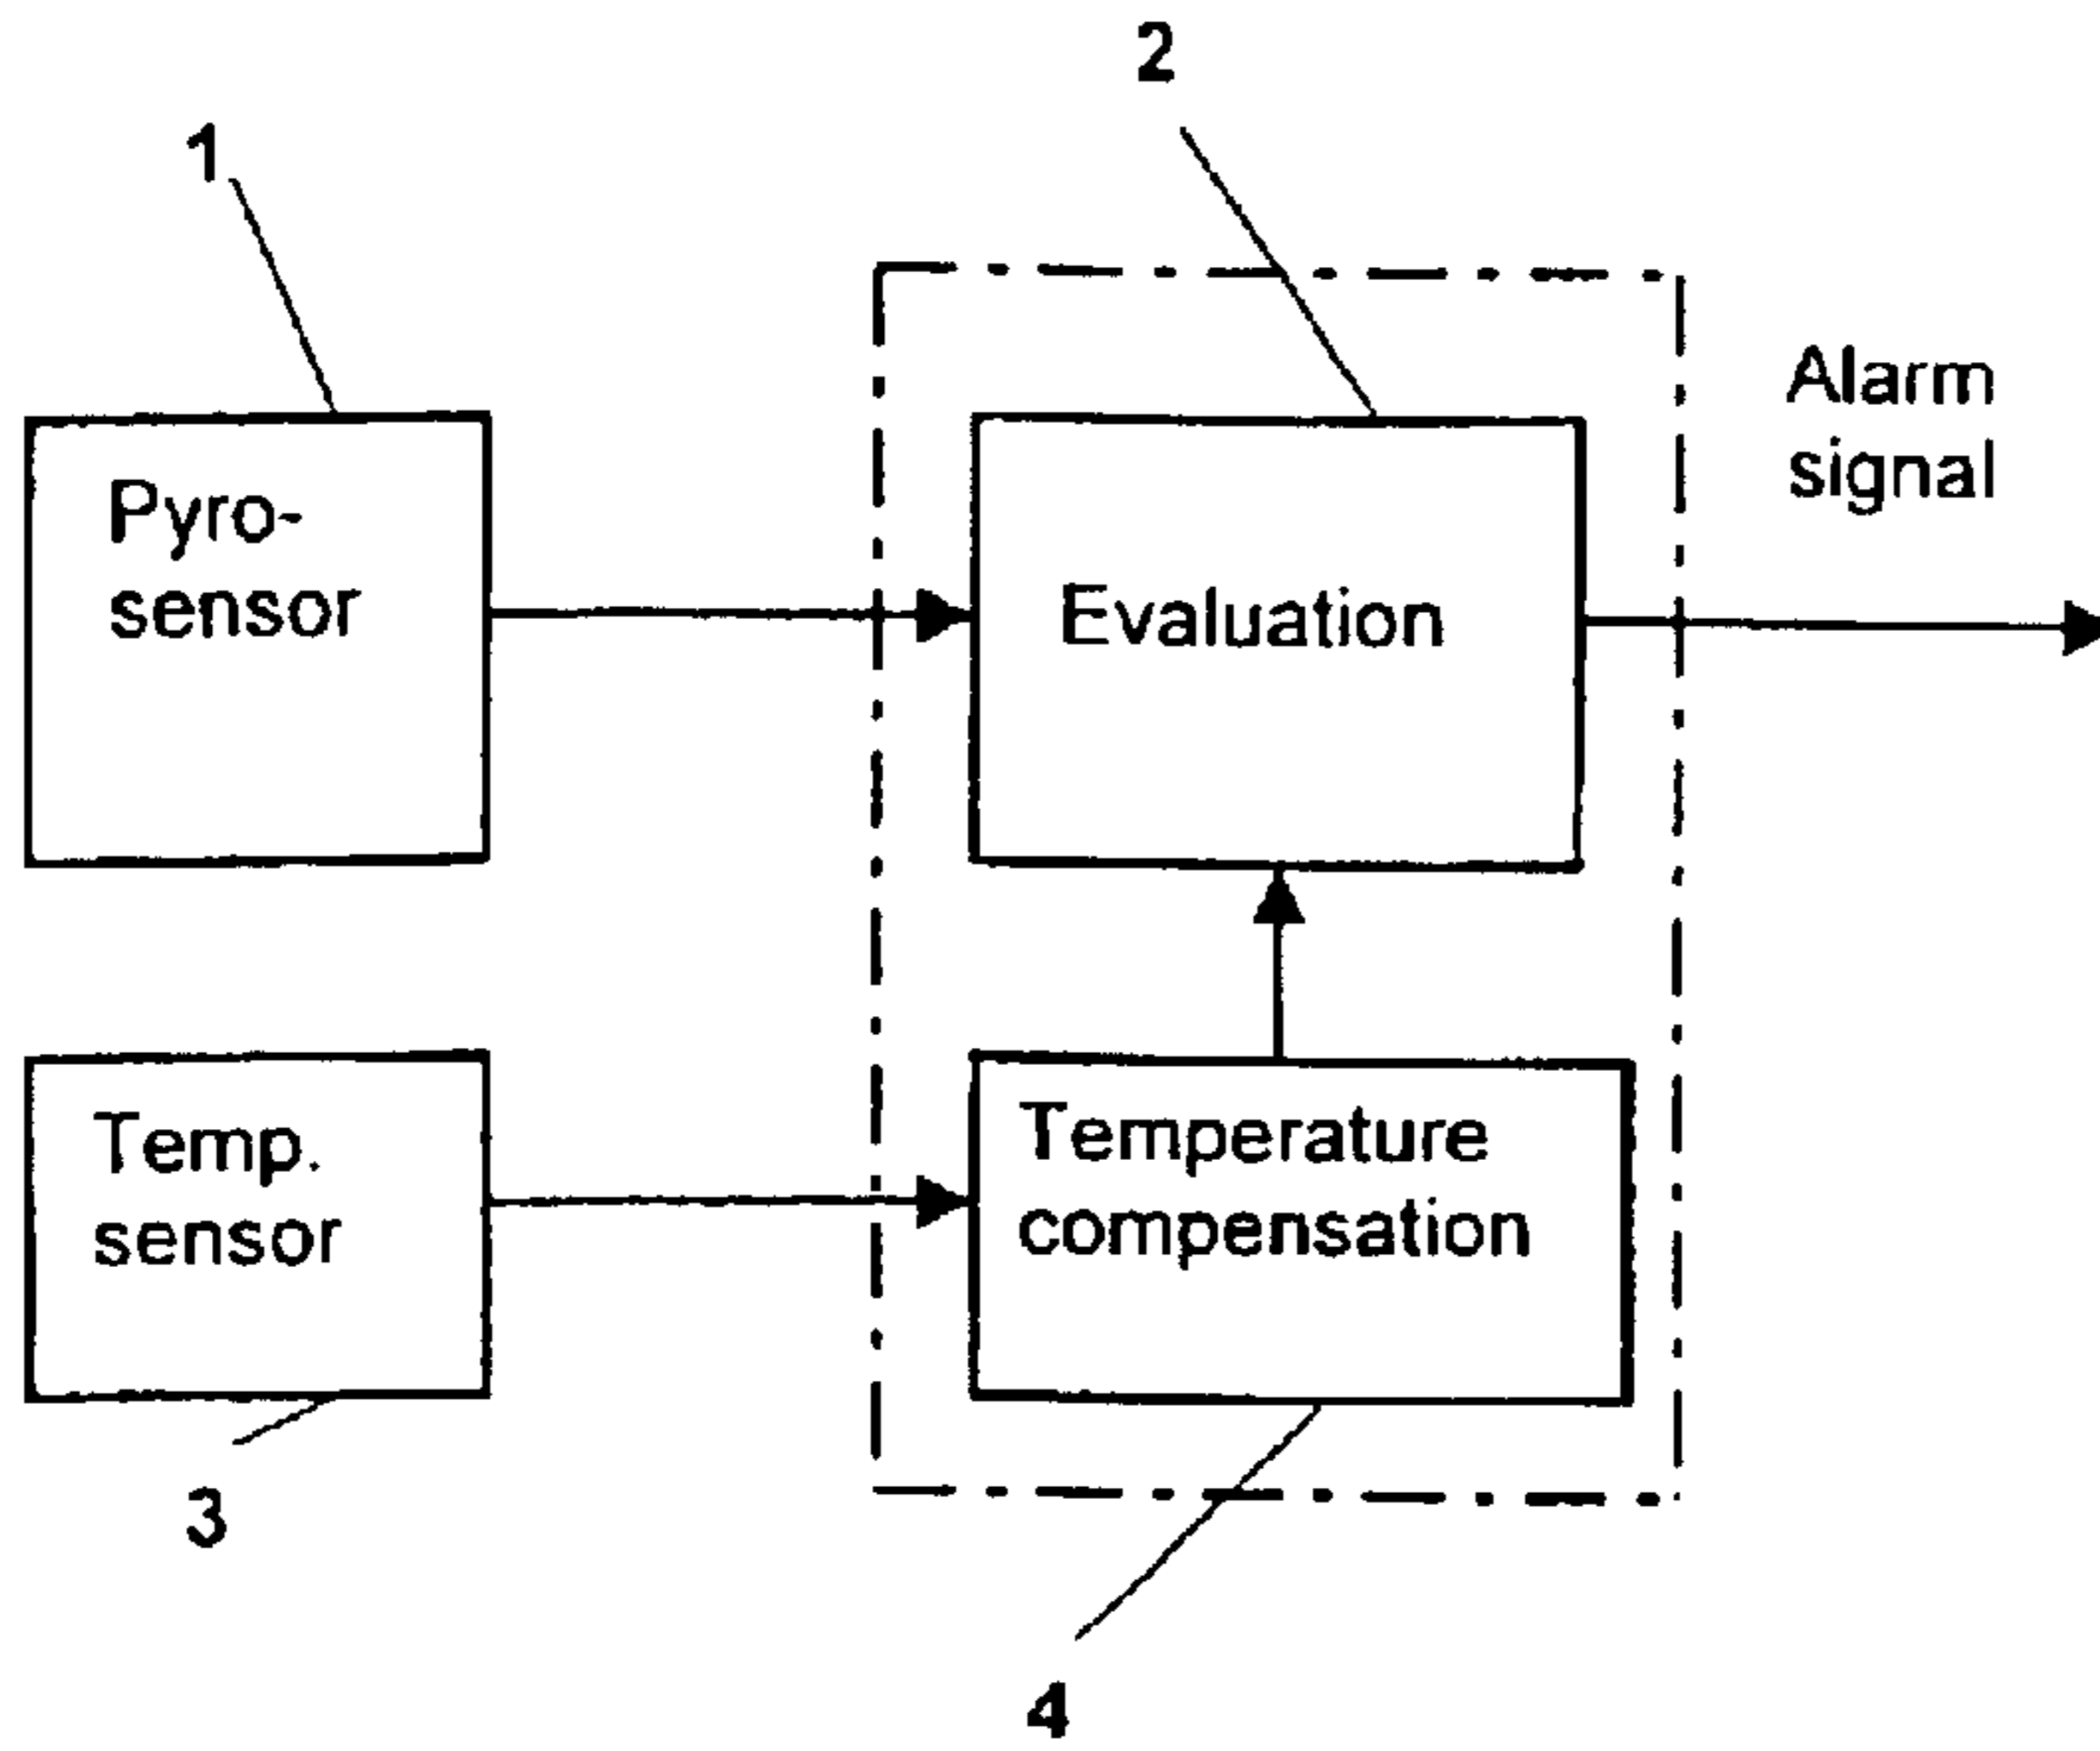 2
1
Alarm
signal
Pyro-
sensor
Evaluation
Temp.
sensor
Temperature
compensation
3
4